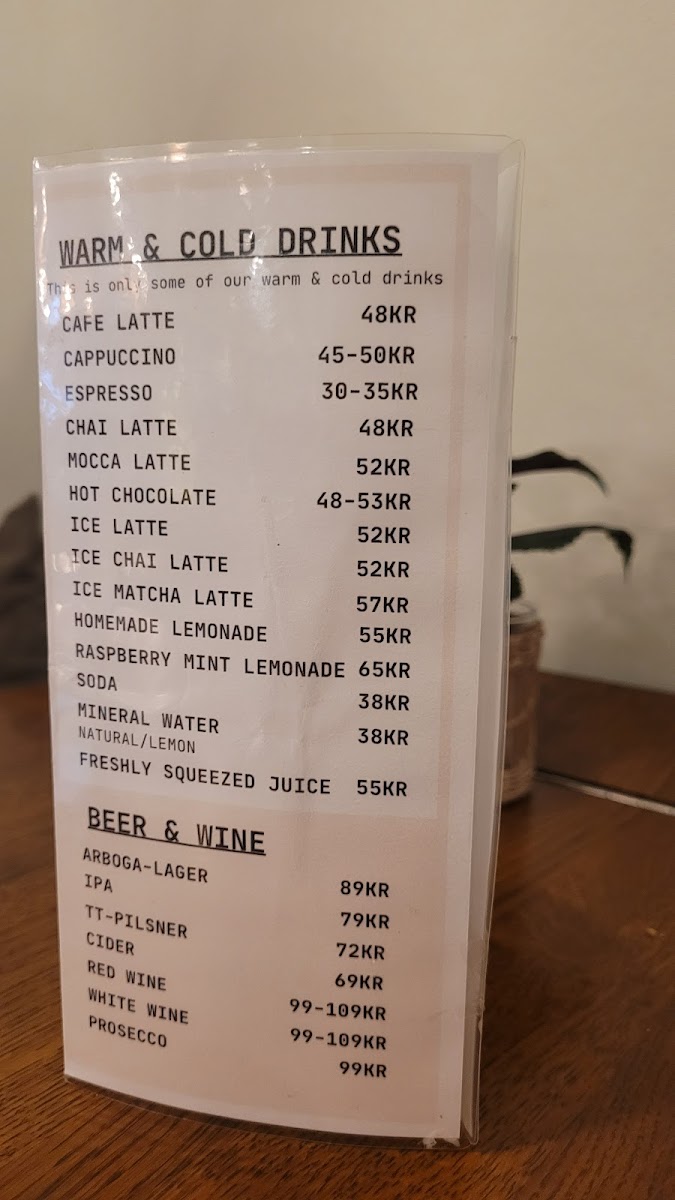 WARM & COLD DRINKS
This is only some of our warm & cold drinks
CAFE LATTE 48KR
CAPPUCCINO 45-50KR
ESPRESSO 30-35KR
CHAI LATTE 48KR
MOCCA LATTE 52KR
HOT CHOCOLATE 48-53KR
ICE LATTE 52KR
ICE CHAI LATTE 52KR
ICE MATCHA LATTE 57KR
HOMEMADE LEMONADE 55KR
RASPBERRY MINT LEMONADE 65KR
SODA 38KR
MINERAL WATER 38KR
NATURAL/LEMON
FRESHLY SQUEEZED JUICE 55KR
BEER & WINE
ARBOGA-LAGER 89KR
IPA 79KR
TT-PILSNER 72KR
CIDER 69KR
RED WINE 99-109KR
WHITE WINE 99-109KR
PROSECCO 99KR